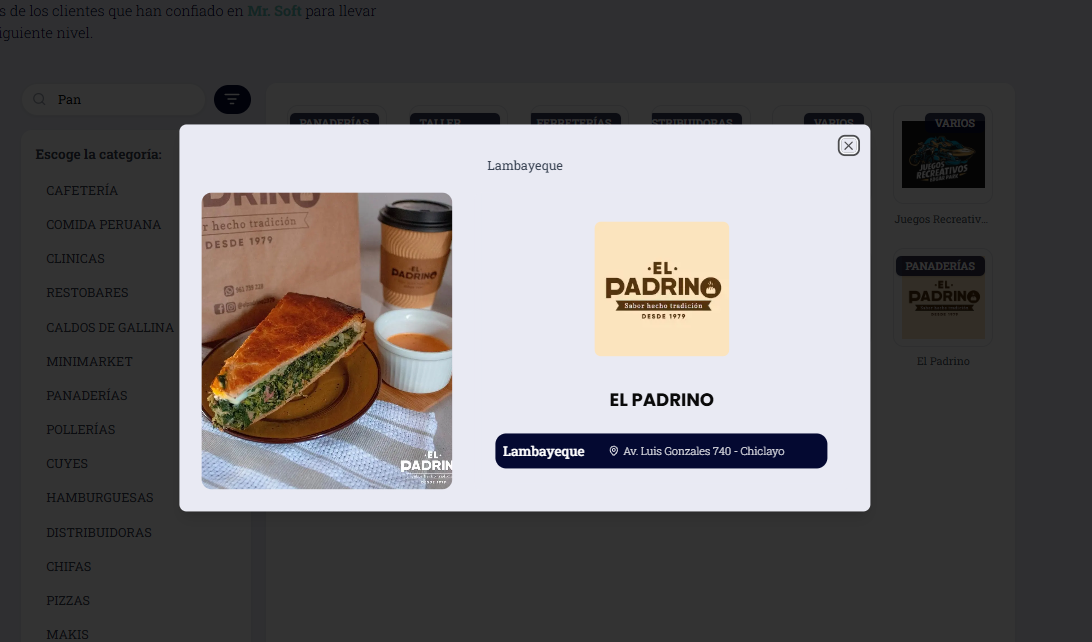 s de los clientes que han confiado en Mr. Soft para llevar
iguiente nivel.
Pan
Escoge la categoría:
CAFETERÍA
COMIDA PERUANA
CLINICAS
RESTOBARES
CALDOS DE GALLINA
MINIMARKET
PANADERÍAS
POLLERÍAS
CUYES
HAMBURGUESAS
DISTRIBUIDORAS
CHIFAS
PIZZAS
MAKIS
PANADERÍAS
TALLER
FERRETERÍAS
STRIBUIDORAS
VARIOS
VARIOS
JUEGOS
RECREATIVOS
Juegos Recreativ...
PANADERÍAS
·EL·
PADRINO
El Padrino
Lambayeque
DRINO
r hecho tradición
DESDE 1979
·EL·
PADRINO
·EL·
PADRIN
·EL·
PADRINO
Sabor hecho tradición
DESDE 1979
EL PADRINO
Lambayeque
Av. Luis Gonzales 740 - Chiclayo